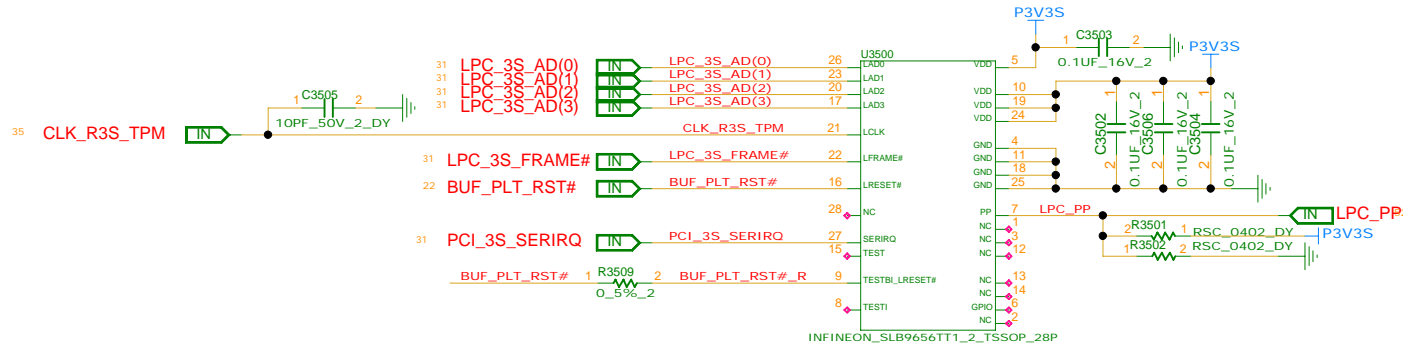 P3V3S
C3503
1 2
0.1UF_16V_2
P3V3S
U3500
31 LPC_3S_AD(0) IN LPC_3S_AD(0) 26 LAD0 VDD 5
31 LPC_3S_AD(1) IN LPC_3S_AD(1) 23 LAD1
31 LPC_3S_AD(2) IN LPC_3S_AD(2) 20 LAD2 VDD 10
31 LPC_3S_AD(3) IN LPC_3S_AD(3) 17 LAD3 VDD 19
VDD 24
C3505
1 2
10PF_50V_2_DY
35 CLK_R3S_TPM IN CLK_R3S_TPM 21 LCLK
1 C3502 2 0.1UF_16V_2
1 C3506 2 0.1UF_16V_2
1 C3504 2 0.1UF_16V_2
GND 4
31 LPC_3S_FRAME# IN LPC_3S_FRAME# 22 LFRAME# GND 11
GND 18
22 BUF_PLT_RST# IN BUF_PLT_RST# 16 LRESET# GND 25
28 NC PP 7 LPC_PP IN LPC_PP
NC 1
31 PCI_3S_SERIRQ IN PCI_3S_SERIRQ 27 SERIRQ NC 3
15 TEST NC 12
2 R3501 1 RSC_0402_DY P3V3S
2 R3502 1 RSC_0402_DY
BUF_PLT_RST# 1 R3509 2 BUF_PLT_RST#_R 9 TESTBI_LRESET# NC 13
0_5%_2
NC 14
8 TESTI GPIO 6
NC 2
INFINEON_SLB9656TT1_2_TSSOP_28P